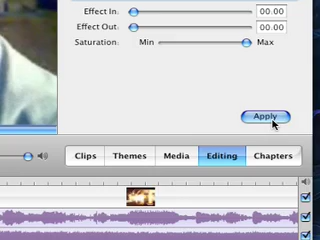 Effect In: 00.00
Effect Out: 00.00
Saturation: Min Max
Apply
Clips Themes Media Editing Chapters